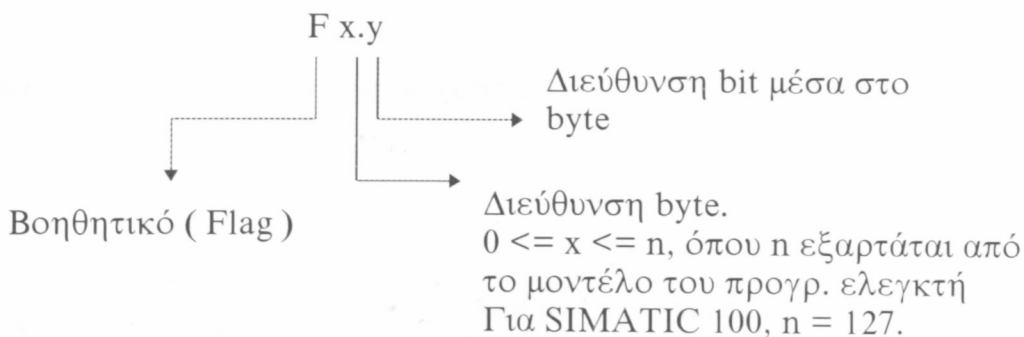 F x.y
Διεύθυνση bit μέσα στο
byte
Βοηθητικό ( Flag )
Διεύθυνση byte.
0 <= x <= n, όπου n εξαρτάται από
το μοντέλο του προγρ. ελεγκτή
Για SIMATIC 100, n = 127.